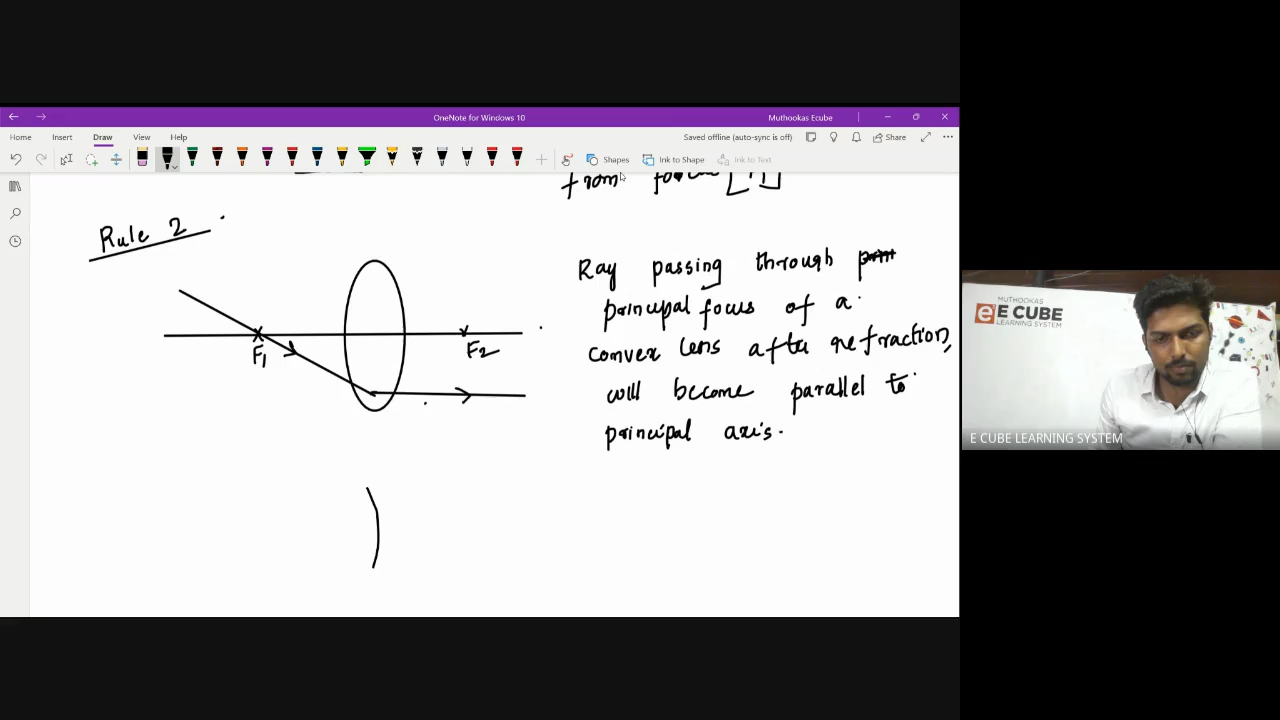 OneNote for Windows 10
Muthookas Ecube
Home Insert Draw View Help
Saved offline (auto-sync is off)
Share
Shapes
Ink to Shape
Ink to Text
from
Rule 2
F1
F2
Ray passing through
principal focus of a
convex lens after refraction,
will become parallel to
principal axis.
MUTHOOKAS
E CUBE
LEARNING SYSTEM
E CUBE LEARNING SYSTEM